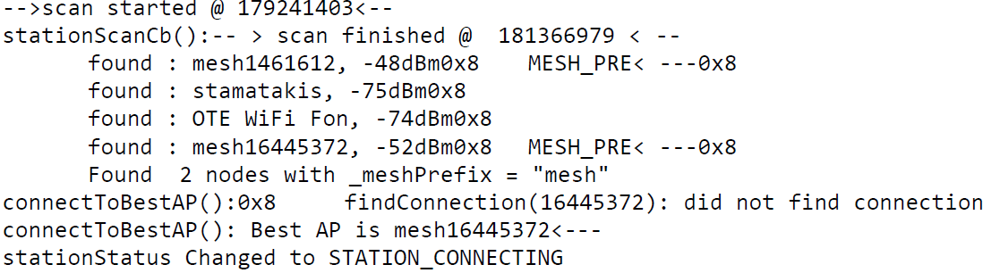 -->scan started @ 179241403<--
stationScanCb():-- > scan finished @  181366979 < --
found : mesh1461612, -48dBm0x8    MESH_PRE< ---0x8
found : stamatakis, -75dBm0x8
found : OTE WiFi Fon, -74dBm0x8
found : mesh16445372, -52dBm0x8   MESH_PRE< ---0x8
Found  2 nodes with _meshPrefix = "mesh"
connectToBestAP():0x8     findConnection(16445372): did not find connection
connectToBestAP(): Best AP is mesh16445372<---
stationStatus Changed to STATION_CONNECTING